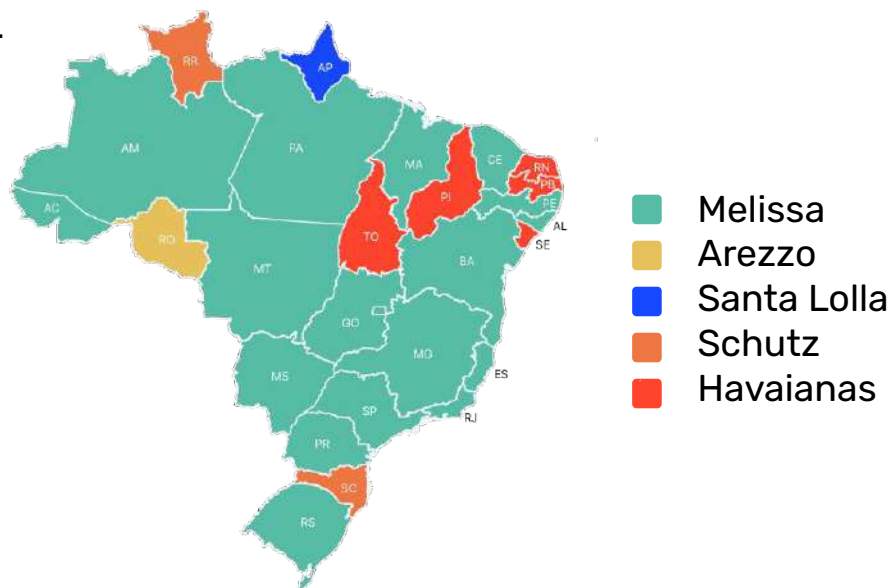 RR
AP
AM
PA
MA
CE
RN
PB
PE
AL
SE
PI
AC
RO
TO
MT
BA
GO
MG
MS
ES
SP
RJ
PR
SC
RS
Melissa
Arezzo
Santa Lolla
Schutz
Havaianas